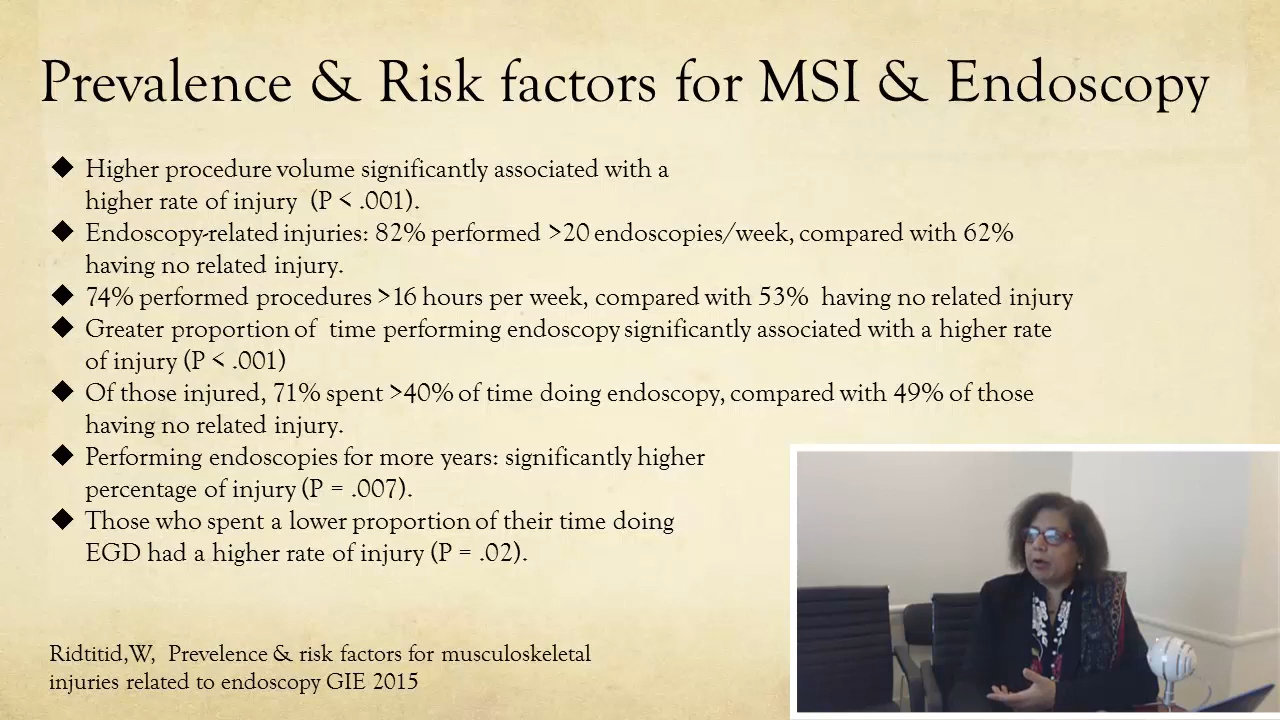 Prevalence & Risk factors for MSI & Endoscopy
◆ Higher procedure volume significantly associated with a
higher rate of injury (P < .001).
◆ Endoscopy-related injuries: 82% performed >20 endoscopies/week, compared with 62%
having no related injury.
◆ 74% performed procedures >16 hours per week, compared with 53% having no related injury
◆ Greater proportion of time performing endoscopy significantly associated with a higher rate
of injury (P < .001)
◆ Of those injured, 71% spent >40% of time doing endoscopy, compared with 49% of those
having no related injury.
◆ Performing endoscopies for more years: significantly higher
percentage of injury (P = .007).
◆ Those who spent a lower proportion of their time doing
EGD had a higher rate of injury (P = .02).
Ridtitid,W, Prevelence & risk factors for musculoskeletal
injuries related to endoscopy GIE 2015